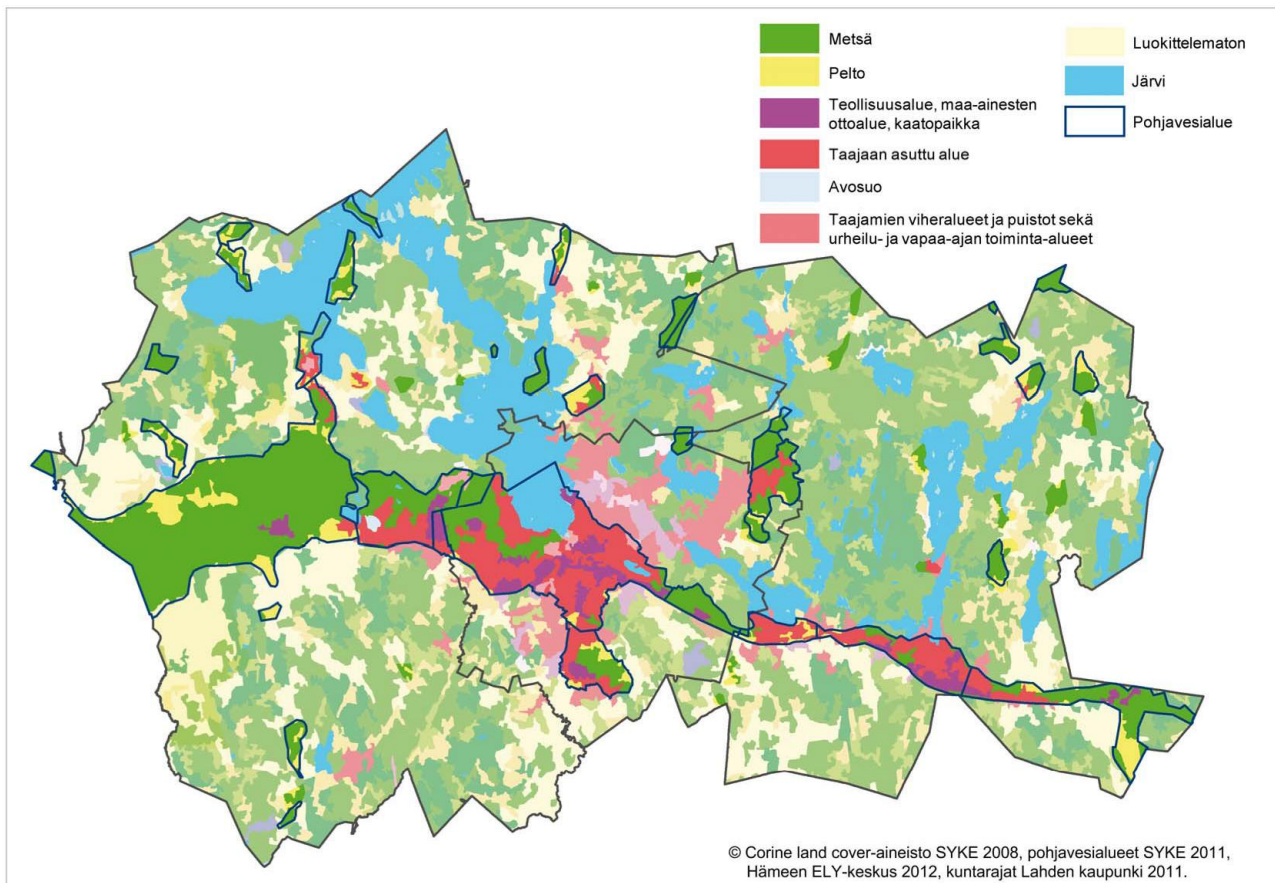 Metsä
Pelto
Teollisuusalue, maa-ainesten
ottoalue, kaatopaikka
Taajaan asuttu alue
Avosuo
Taajamien viheralueet ja puistot sekä
urheilu- ja vapaa-ajan toiminta-alueet
Luokittelematon
Järvi
Pohjavesialue
© Corine land cover-aineisto SYKE 2008, pohjavesialueet SYKE 2011,
Hämeen ELY-keskus 2012, kuntarajat Lahden kaupunki 2011.